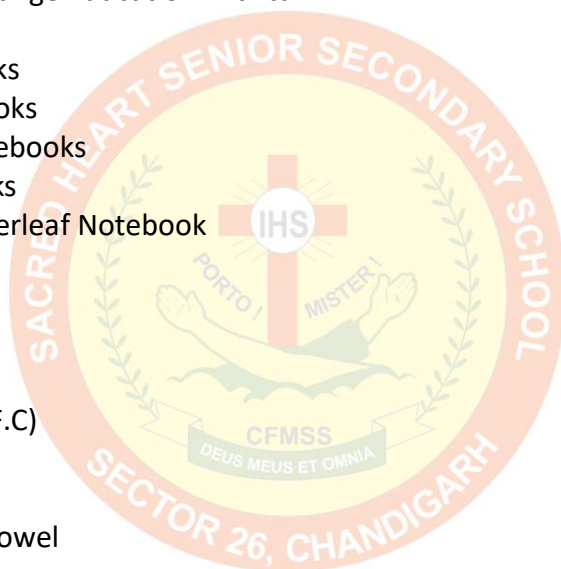 ks
oks
ebooks
ks
erleaf Notebook
F.C)
owel
SACRED HEART SENIOR SECONDARY SCHOOL
IHS
PORTO! MISTER!
CFMSS
DEUS MEUS ET OMNIA
SECTOR 26, CHANDIGARH